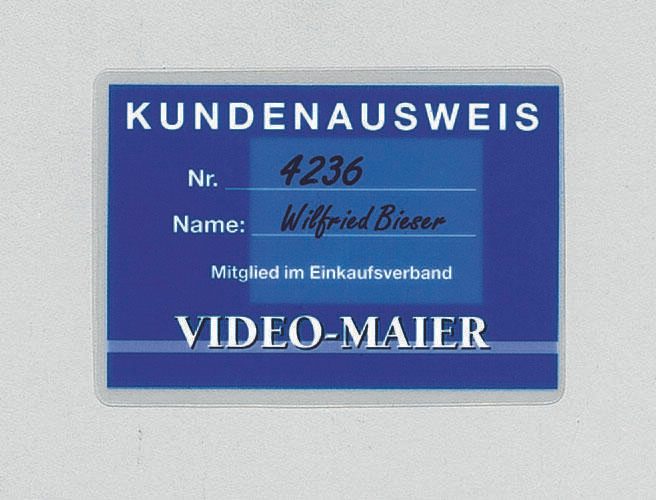 KUNDENAUSWEIS
Nr. 4236
Name: Wilfried Bieser
Mitglied im Einkaufsverband
VIDEO-MAIER